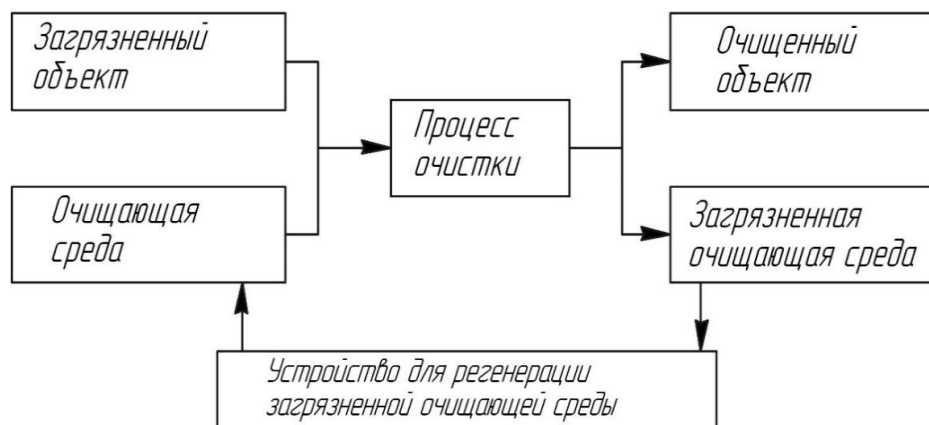 Загрязненный
объект
Очищающая
среда
Процесс
очистки
Очищенный
объект
Загрязненная
очищающая среда
Устройство для регенерации
загрязненной очищающей среды